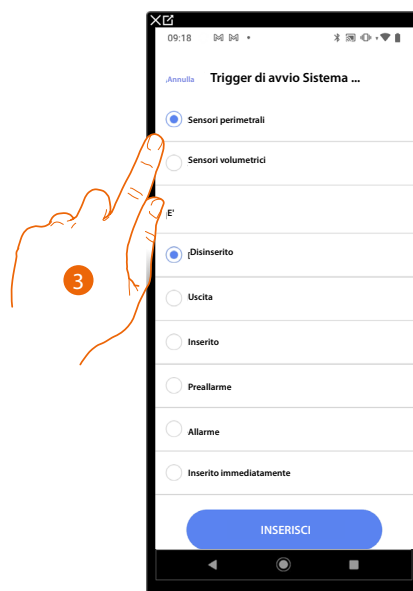 09:18
Annulla Trigger di avvio Sistema ...
Sensori perimetrali
Sensori volumetrici
E'
Disinserito
Uscita
Inserito
3
Preallarme
Allarme
Inserito immediatamente
INSERISCI